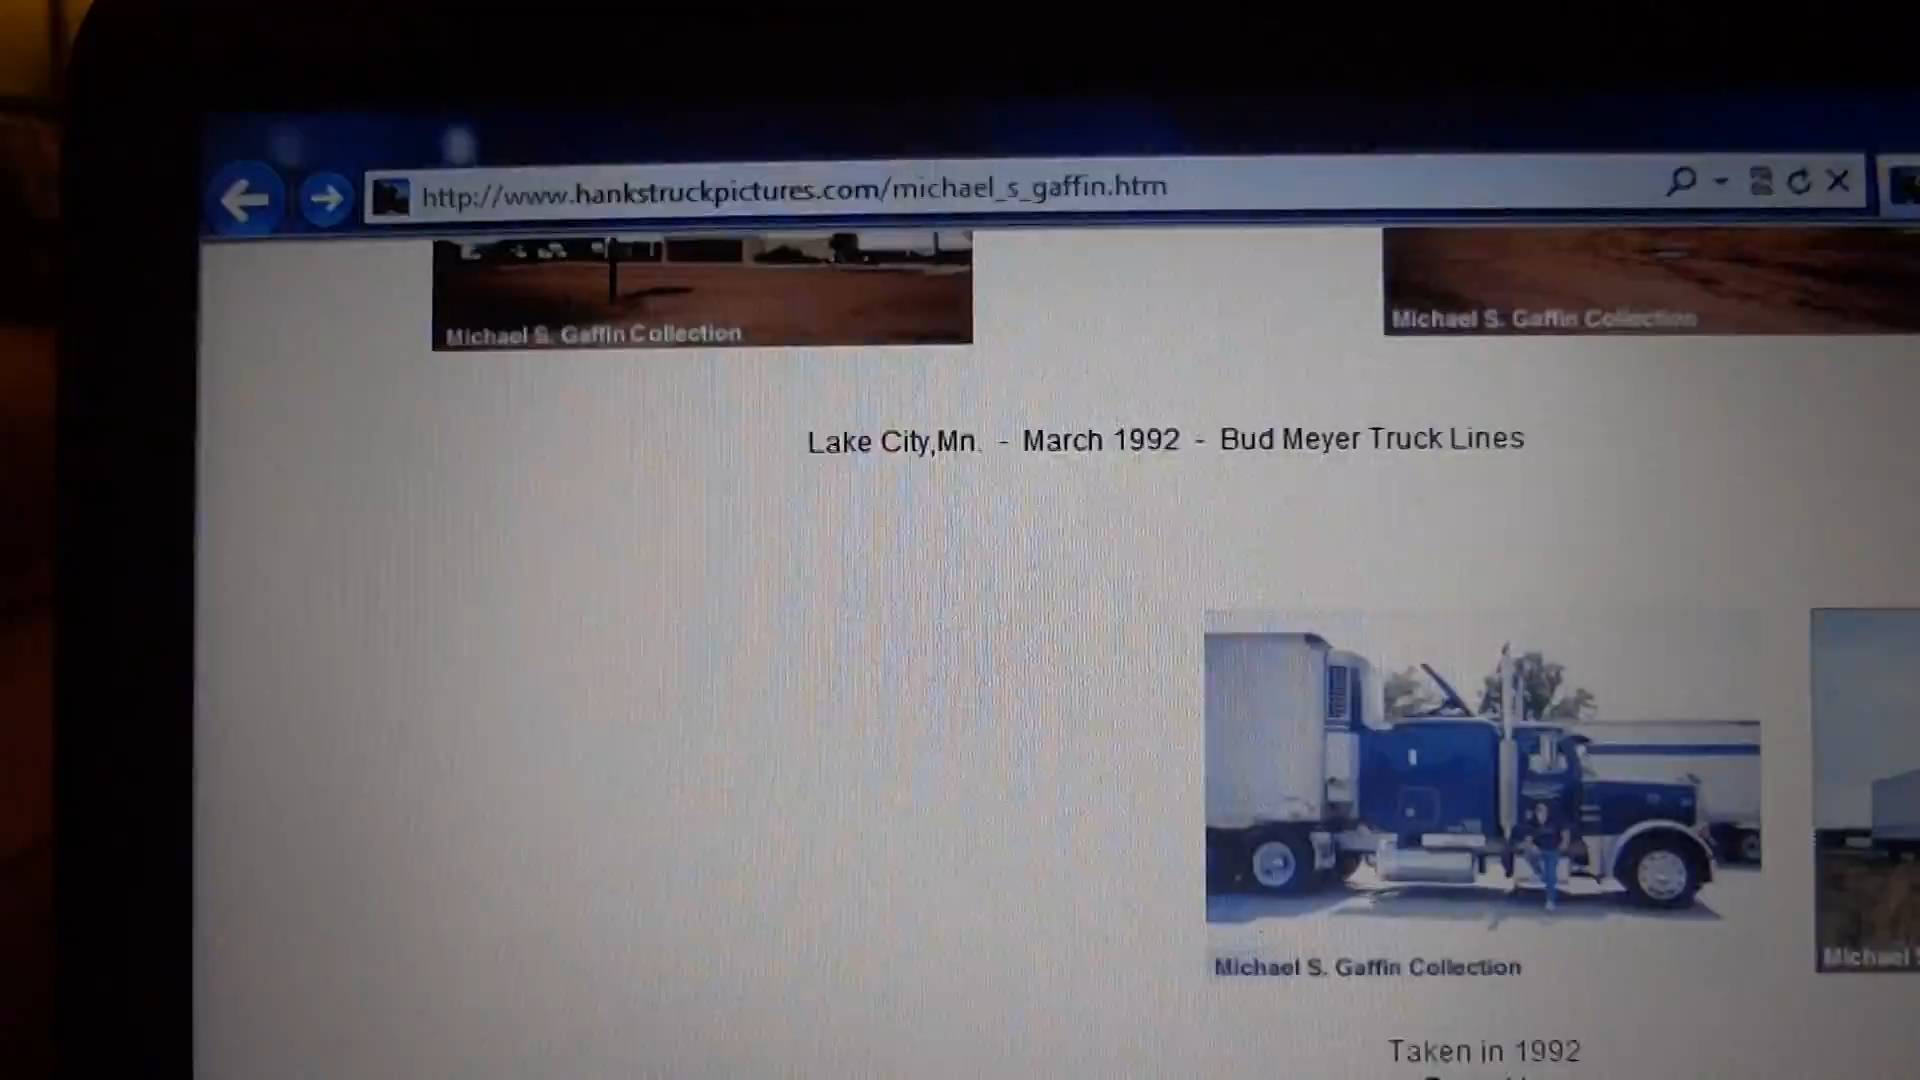 http://www.hankstruckpictures.com/michael_s_gaffin.htm
Michael S. Gaffin Collection
Michael S. Gaffin Collection
Lake City,Mn. - March 1992 - Bud Meyer Truck Lines
Michael S. Gaffin Collection
Michael
Taken in 1992